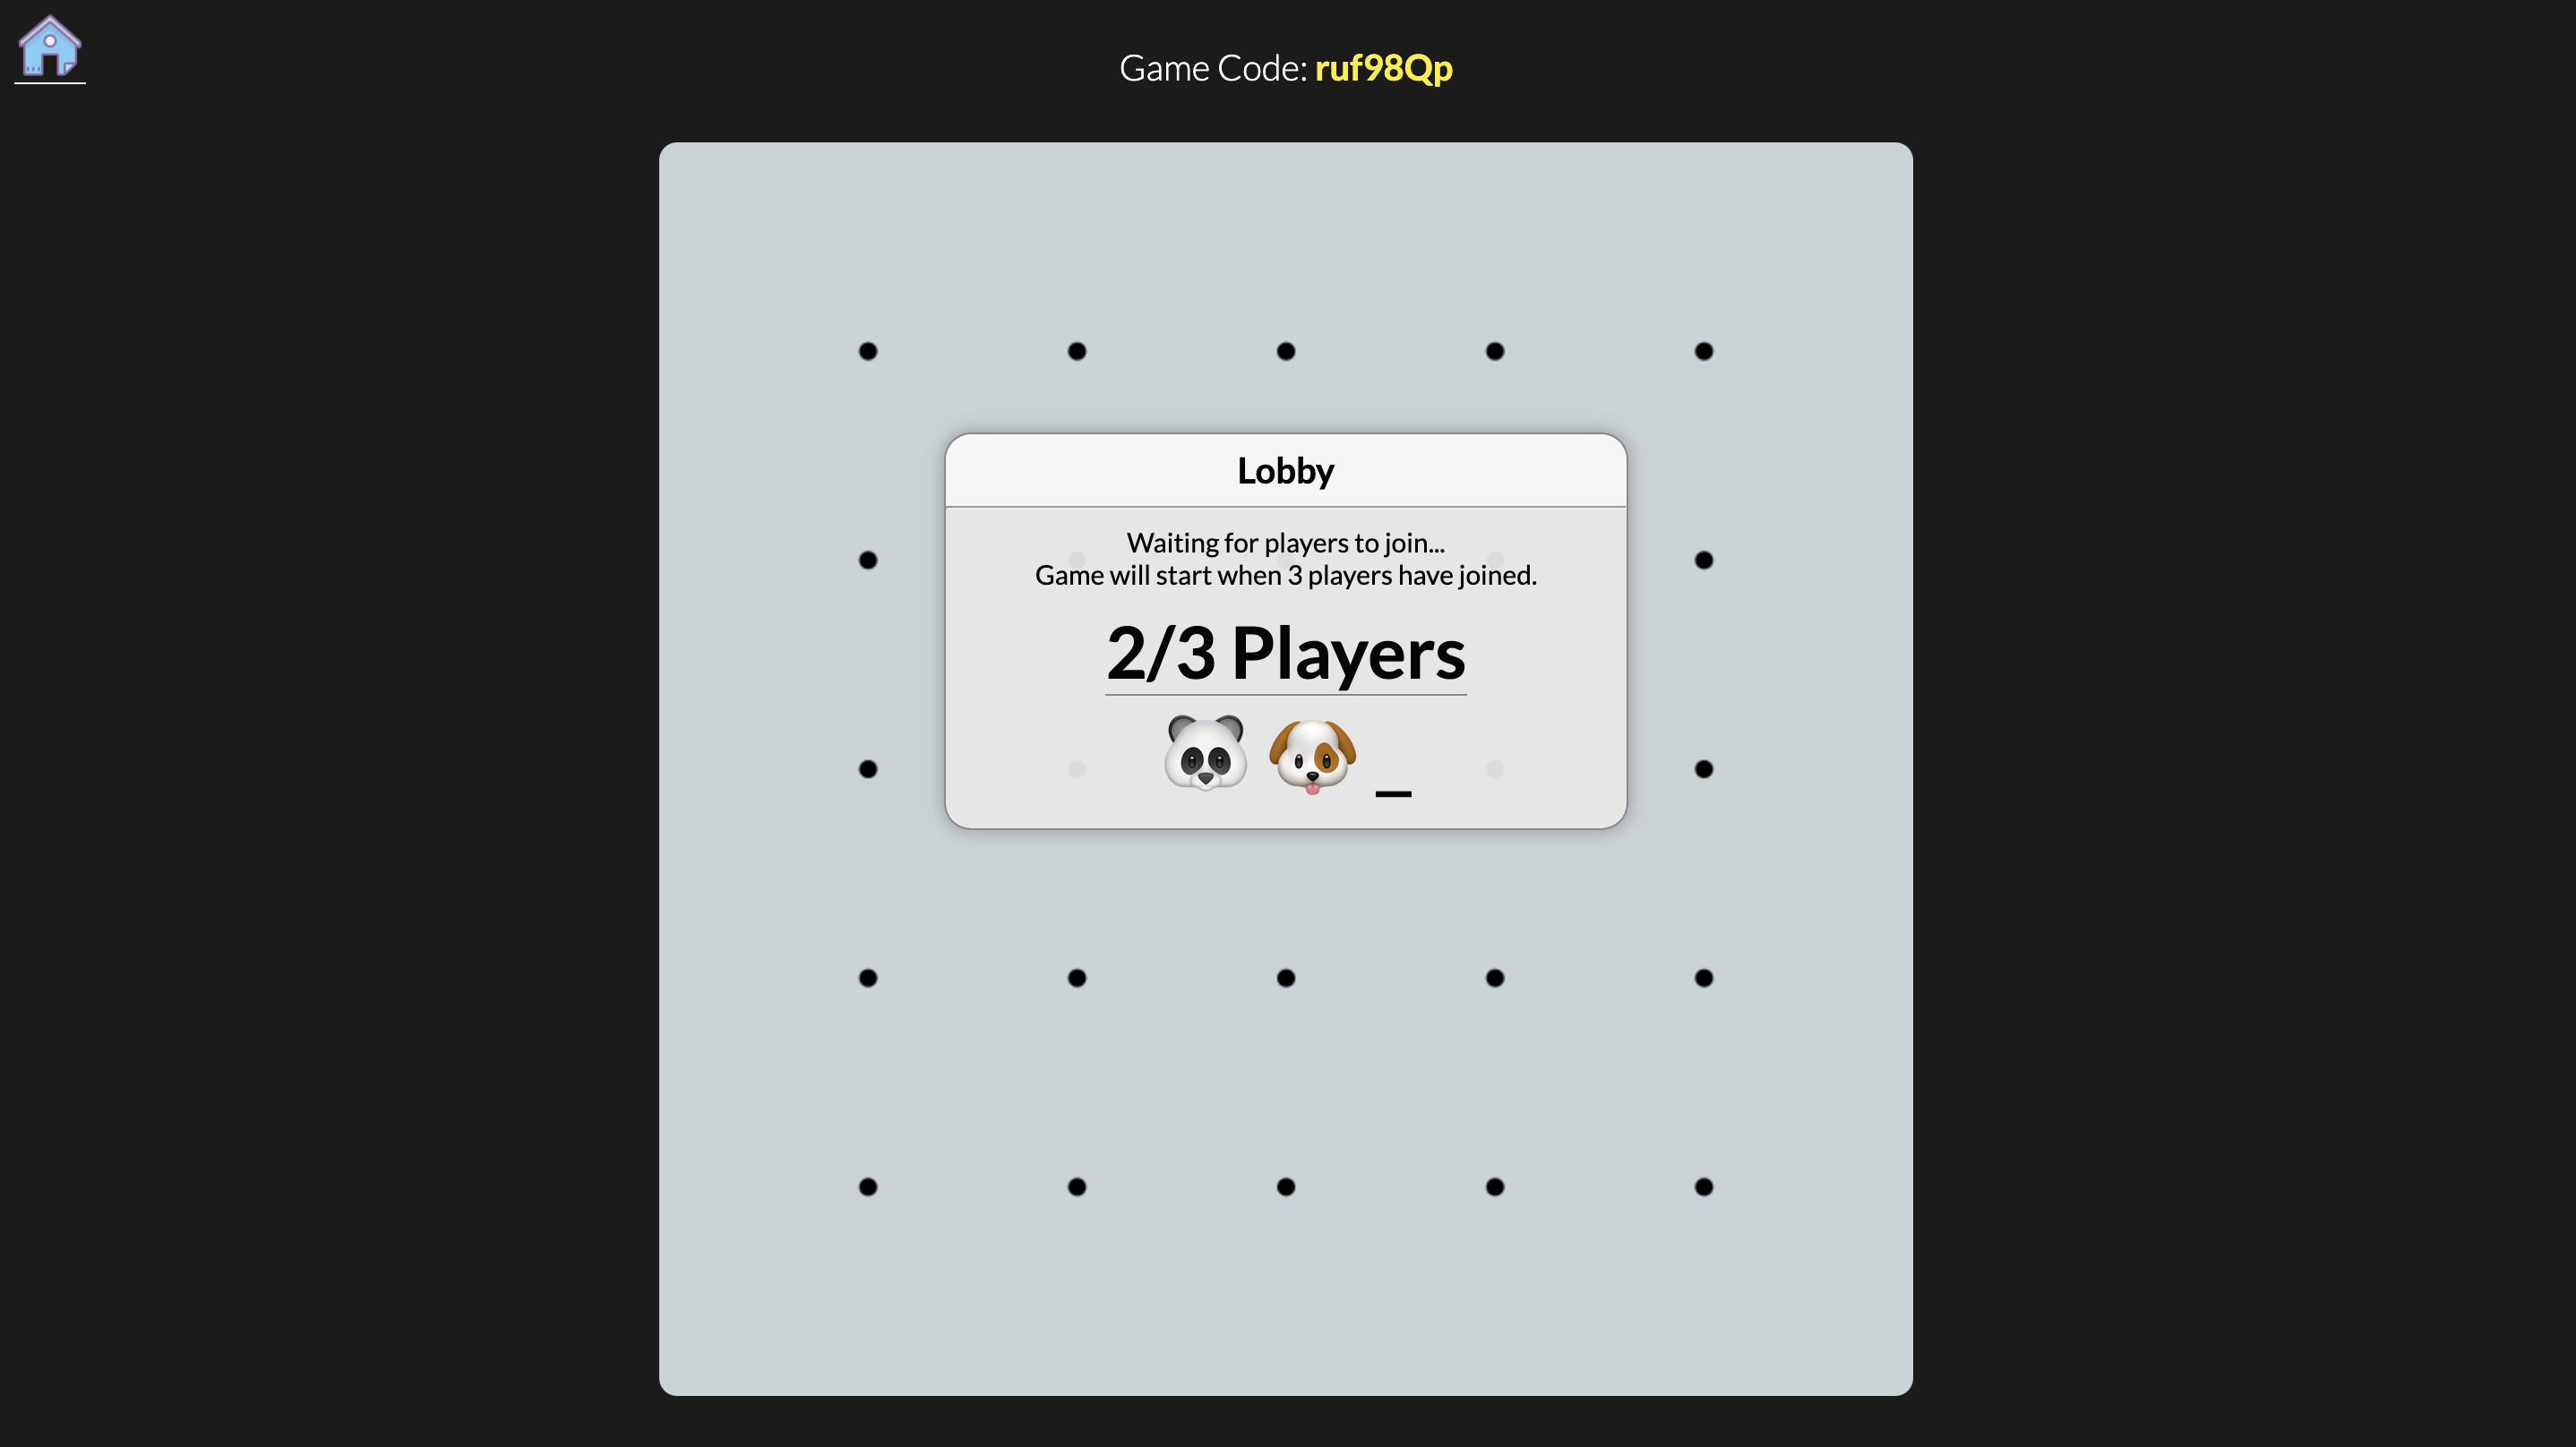 Game Code: ruf98Qp
Lobby
Waiting for players to join...
Game will start when 3 players have joined.
2/3 Players
_